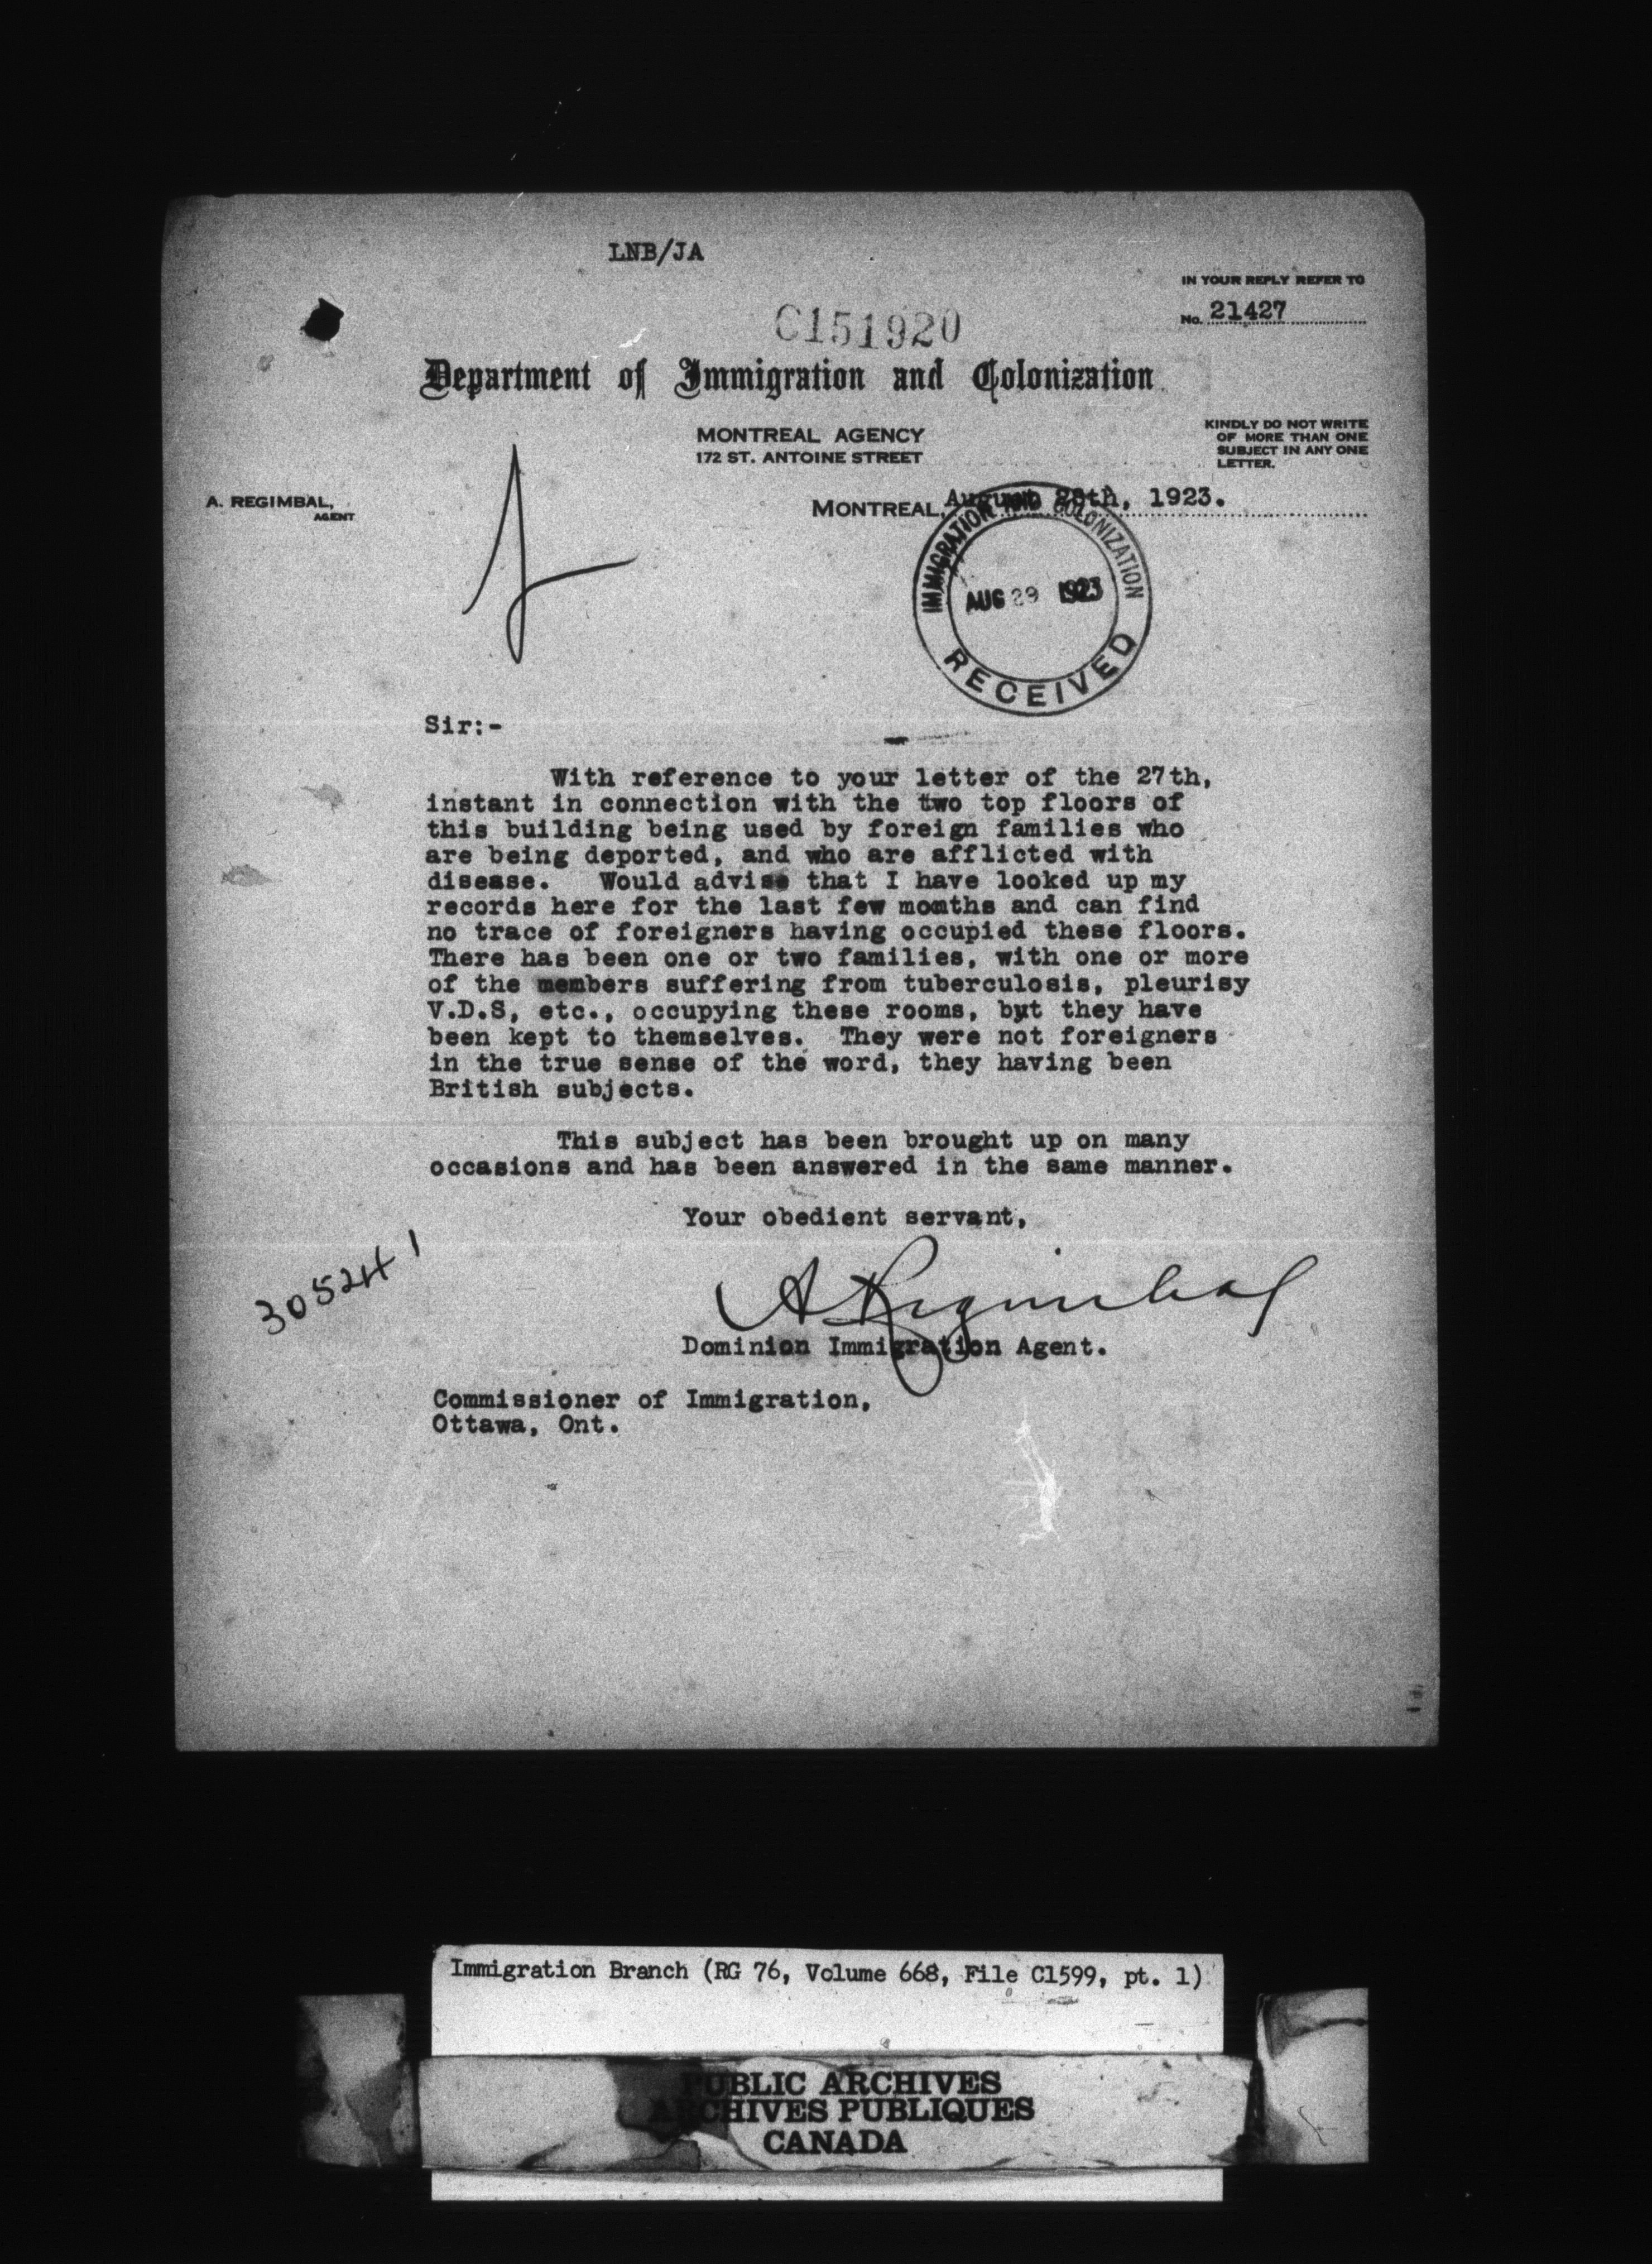 LNB/JA
IN YOUR REPLY REFER TO
No. 21427
C151920
Department of Immigration and Colonization
MONTREAL AGENCY
172 ST. ANTOINE STREET
KINDLY DO NOT WRITE
OF MORE THAN ONE
SUBJECT IN ANY ONE
LETTER.
A. REGIMBAL,
AGENT
MONTREAL, August 28th, 1923.
IMMIGRATION AND COLONIZATION
AUG 29 1923
RECEIVED
Sir:-
With reference to your letter of the 27th,
instant in connection with the two top floors of
this building being used by foreign families who
are being deported, and who are afflicted with
disease. Would advise that I have looked up my
records here for the last few months and can find
no trace of foreigners having occupied these floors.
There has been one or two families, with one or more
of the members suffering from tuberculosis, pleurisy
V.D.S, etc., occupying these rooms, but they have
been kept to themselves. They were not foreigners
in the true sense of the word, they having been
British subjects.
This subject has been brought up on many
occasions and has been answered in the same manner.
Your obedient servant,
A Regimbal
Dominion Immigration Agent.
Commissioner of Immigration,
Ottawa, Ont.
Immigration Branch (RG 76, Volume 668, File C1599, pt. 1)
PUBLIC ARCHIVES
ARCHIVES PUBLIQUES
CANADA